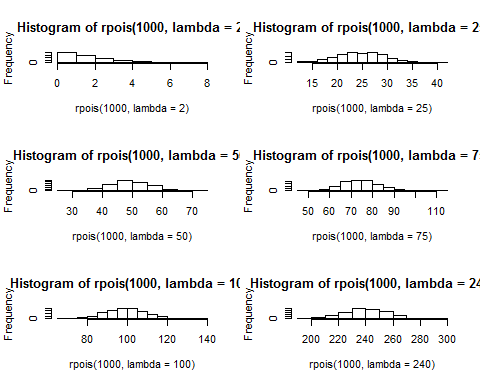 Histogram of rpois(1000, lambda = 2
Frequency
0
0 2 4 6 8
rpois(1000, lambda = 2)
Histogram of rpois(1000, lambda = 2
Frequency
0
15 20 25 30 35 40
rpois(1000, lambda = 25)
Histogram of rpois(1000, lambda = 5
Frequency
0
30 40 50 60 70
rpois(1000, lambda = 50)
Histogram of rpois(1000, lambda = 7
Frequency
0
50 60 70 80 90 110
rpois(1000, lambda = 75)
Histogram of rpois(1000, lambda = 10
Frequency
0
80 100 120 140
rpois(1000, lambda = 100)
Histogram of rpois(1000, lambda = 24
Frequency
0
200 220 240 260 280 300
rpois(1000, lambda = 240)